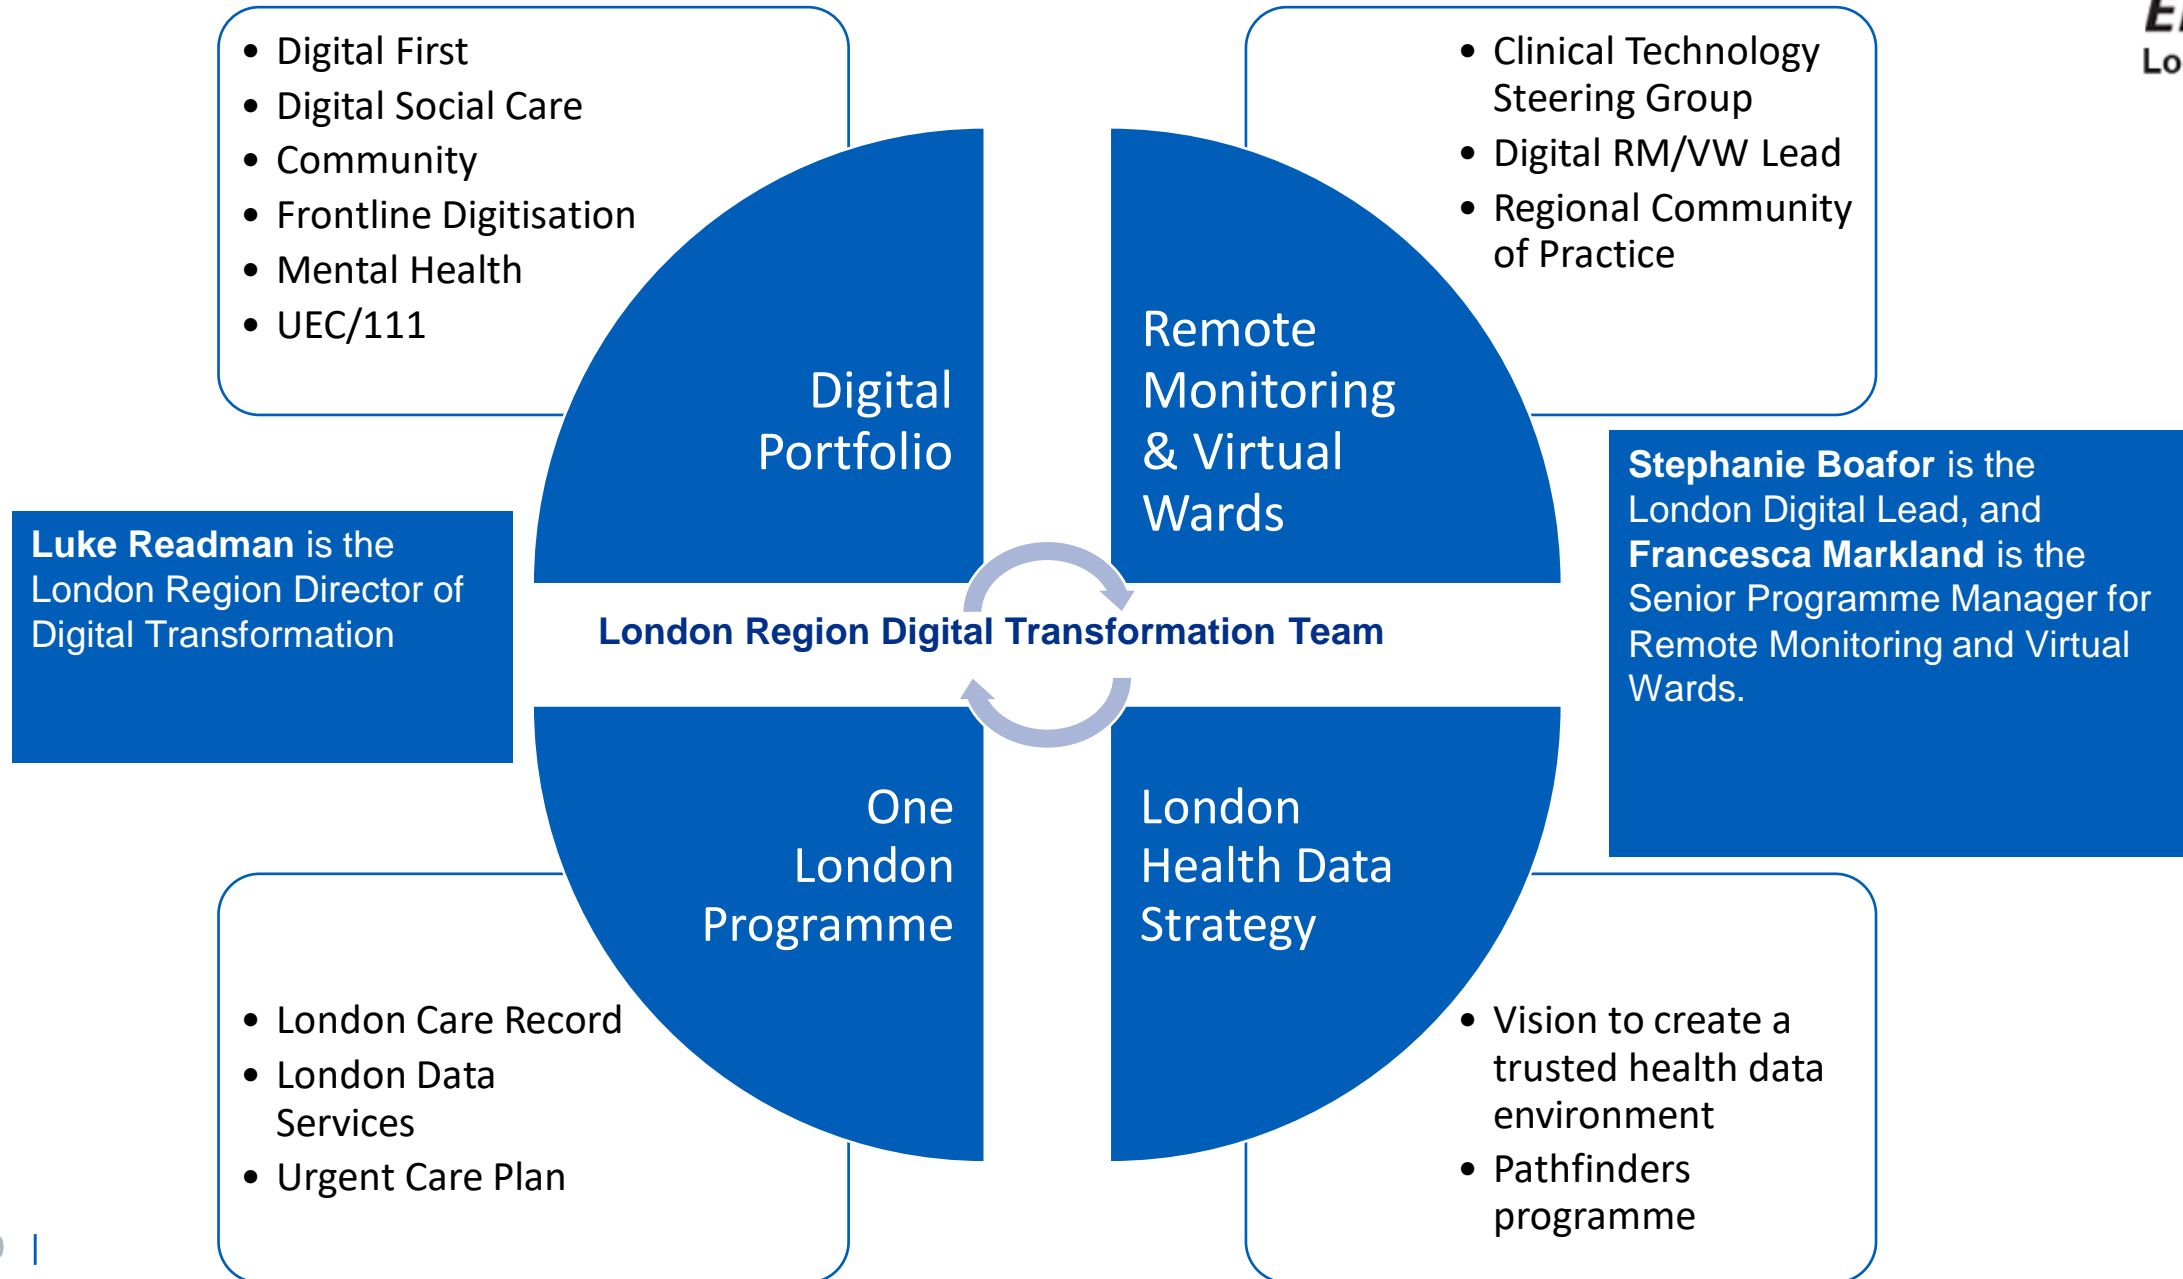 • Digital First
• Digital Social Care
• Community
• Frontline Digitisation
• Mental Health
• UEC/111
• Clinical Technology
Steering Group
• Digital RM/VW Lead
• Regional Community
of Practice
Digital
Portfolio
Remote
Monitoring
& Virtual
Wards
Luke Readman is the
London Region Director of
Digital Transformation
London Region Digital Transformation Team
Stephanie Boafor is the
London Digital Lead, and
Francesca Markland is the
Senior Programme Manager for
Remote Monitoring and Virtual
Wards.
One
London
Programme
London
Health Data
Strategy
• London Care Record
• London Data
Services
• Urgent Care Plan
• Vision to create a
trusted health data
environment
• Pathfinders
programme
|